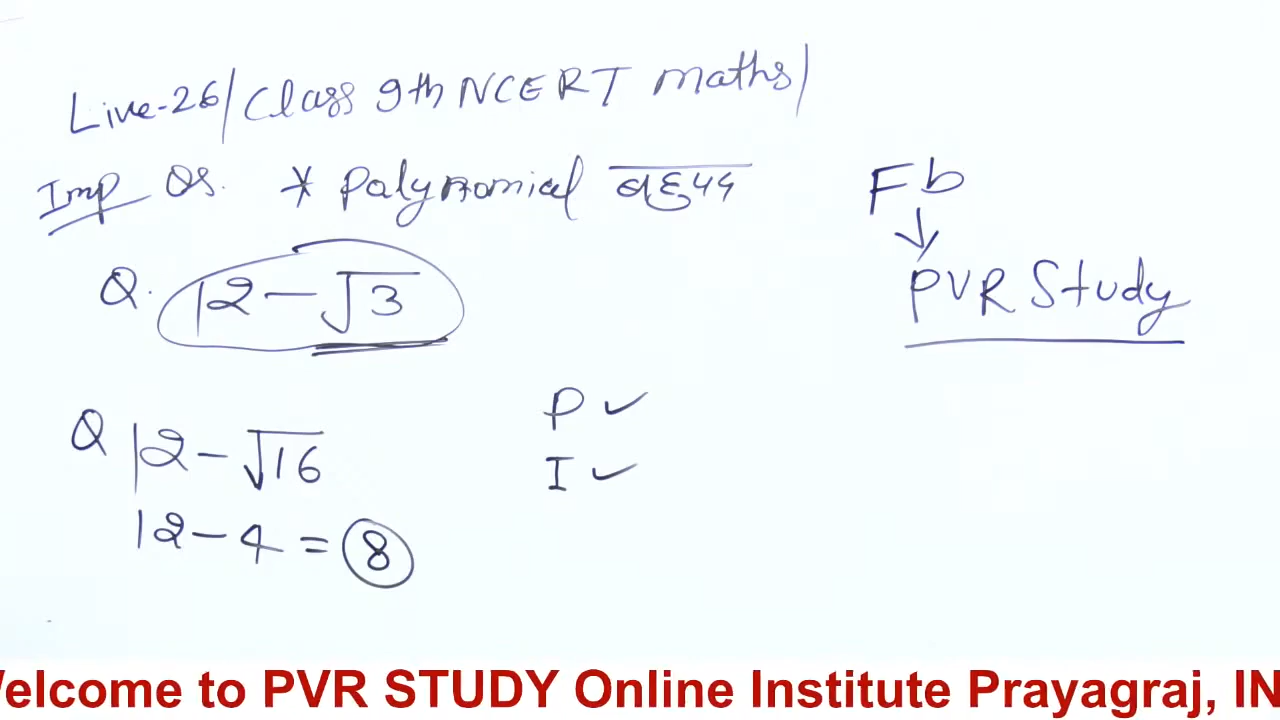 Live-26/Class 9th NCERT maths/
Imp Qs. * Polynomial बहुपद
Q. 12-√3
Q 12-√16
12-4=8
P✓
I✓
Fb
↓
PVR Study
Welcome to PVR STUDY Online Institute Prayagraj, IN